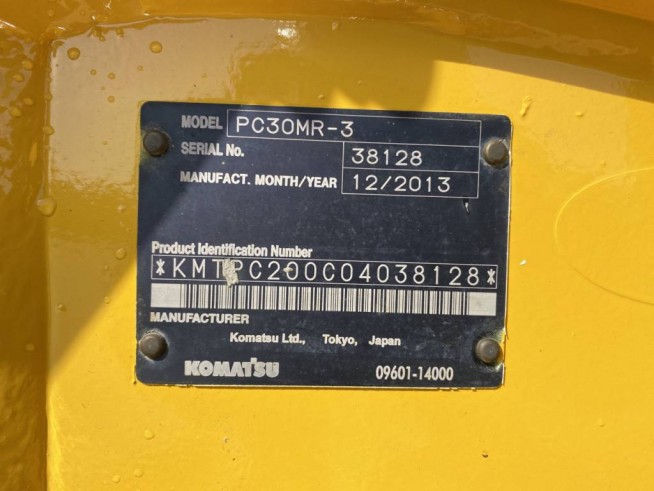 MODEL PC30MR-3
SERIAL No. 38128
MANUFACT. MONTH/YEAR 12/2013
Product Identification Number
*KMTPC200C04038128*
MANUFACTURER
Komatsu Ltd., Tokyo, Japan
KOMATSU 09601-14000